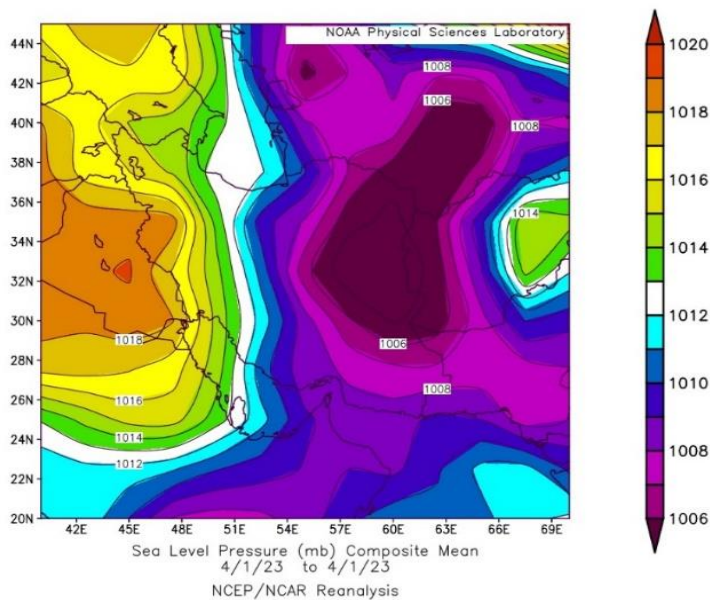 NOAA Physical Sciences Laboratory
44N
42N
40N
38N
36N
34N
32N
30N
28N
26N
24N
22N
20N
1008
1006
1008
1014
1018
1006
1016
1008
1014
1012
42E 45E 48E 51E 54E 57E 60E 63E 66E 69E
1020
1018
1016
1014
1012
1010
1008
1006
Sea Level Pressure (mb) Composite Mean
4/1/23 to 4/1/23
NCEP/NCAR Reanalysis